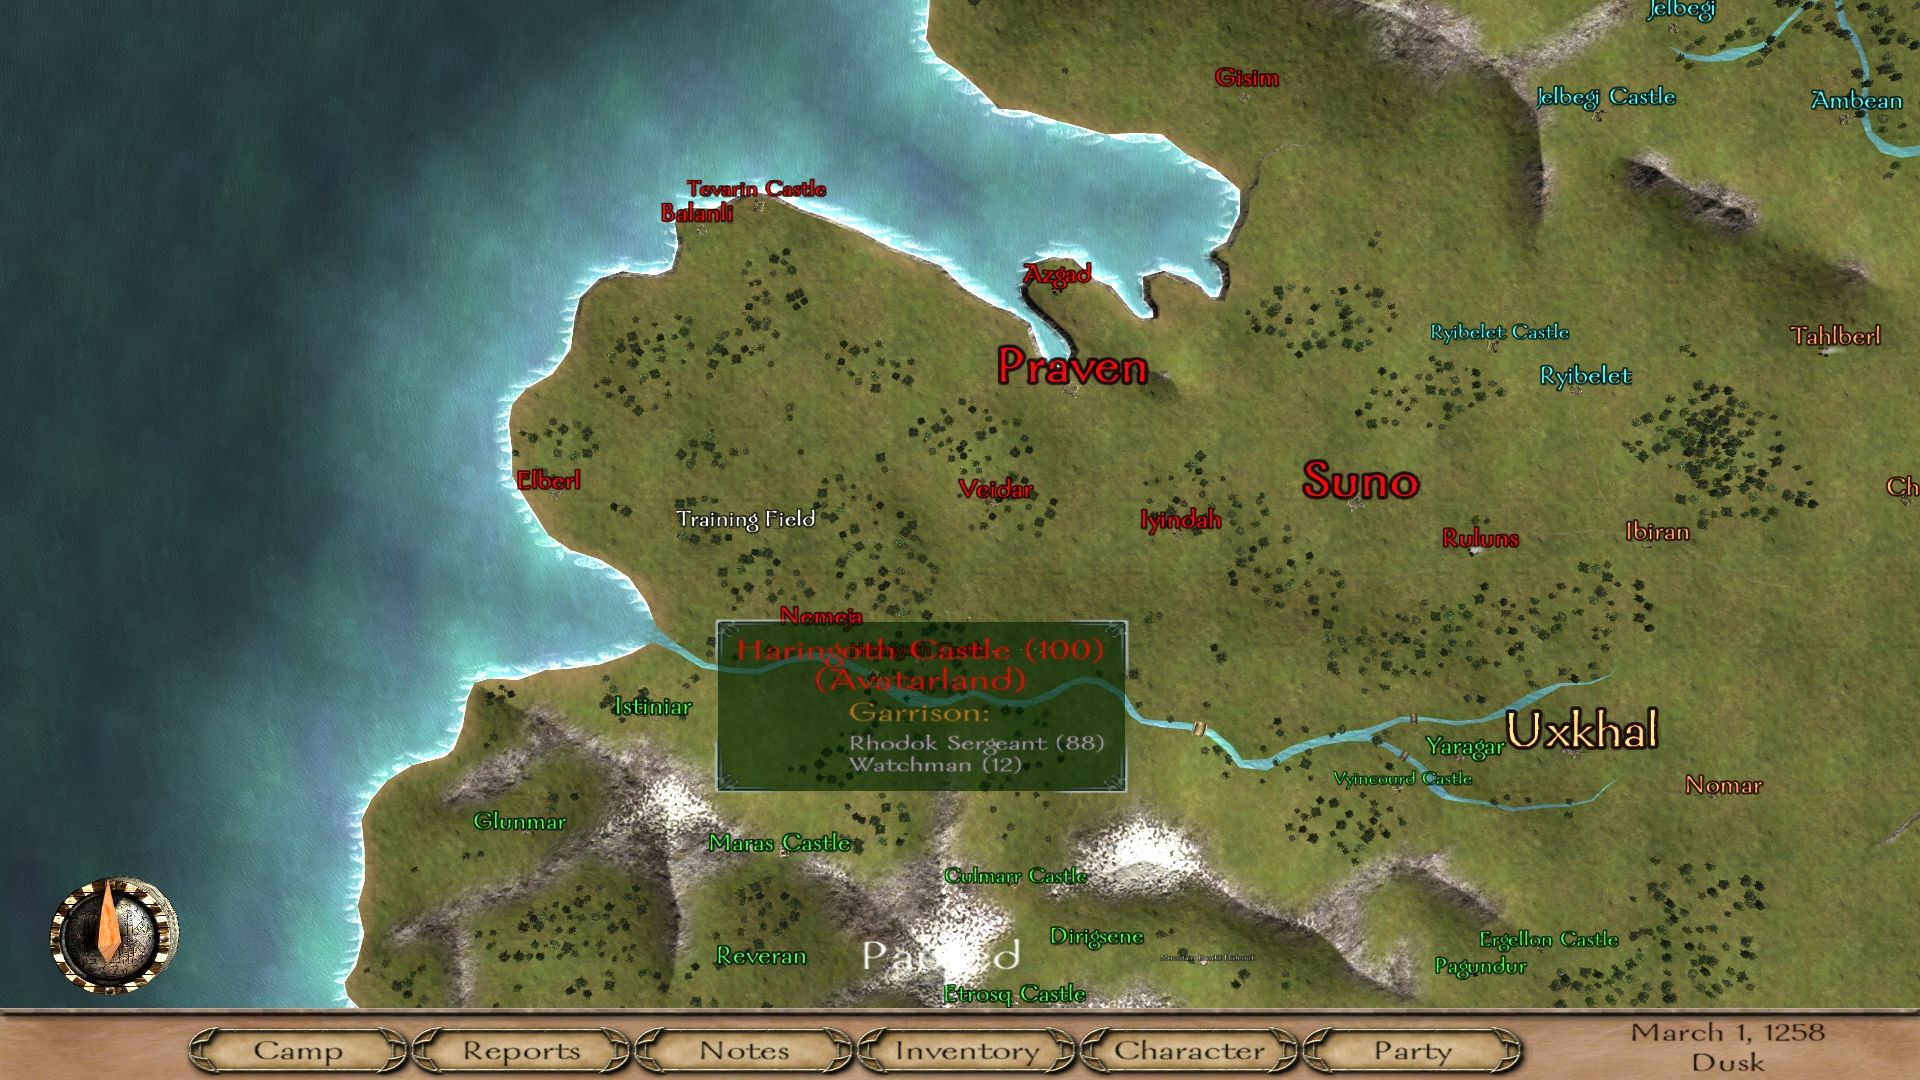 Jelbegi
Gisim
Jelbegi Castle
Ambean
Tevarin Castle
Balanli
Azgad
Ryibelet Castle
Tahlberl
Praven
Ryibelet
Elberl
Veidar
Suno
Ch
Training Field
Iyindah
Ruluns
Ibiran
Nemeja
Haringoth Castle (100)
(Avatarland)
Garrison:
Rhodok Sergeant (88)
Watchman (12)
Istiniar
Uxkhal
Yaragar
Vyincourd Castle
Nomar
Glunmar
Maras Castle
Culmarr Castle
Dirigsene
Ergellon Castle
Reveran
Paused
Pagundur
Etrosq Castle
Camp
Reports
Notes
Inventory
Character
Party
March 1, 1258
Dusk